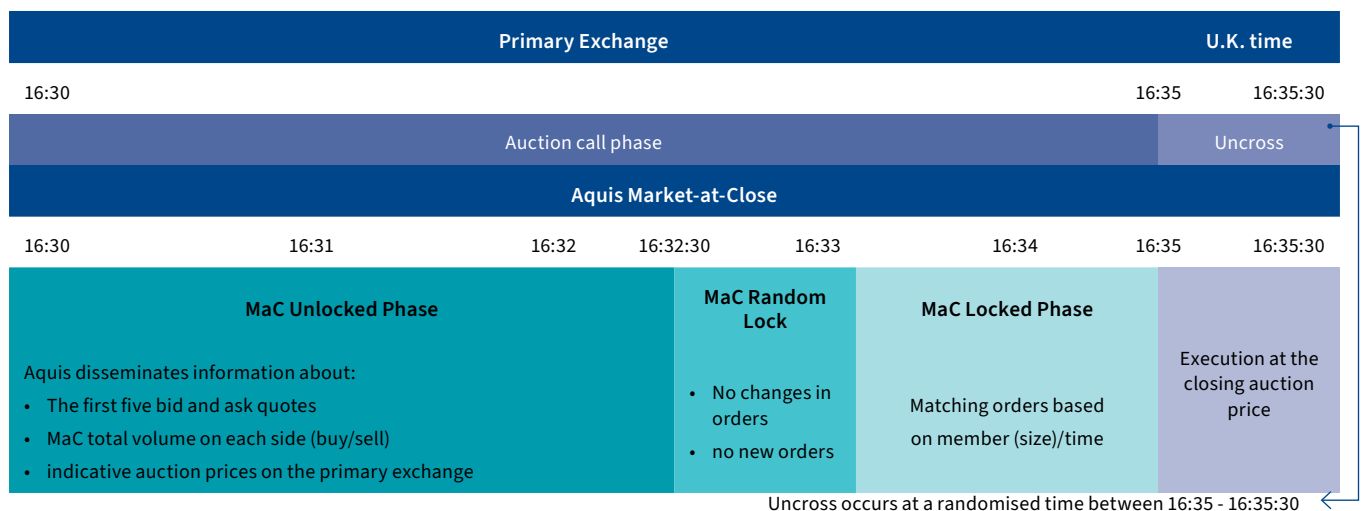 Primary Exchange U.K. time
16:30 16:35 16:35:30
Auction call phase Uncross
Aquis Market-at-Close
16:30 16:31 16:32 16:32:30 16:33 16:34 16:35 16:35:30
MaC Unlocked Phase
Aquis disseminates information about:
• The first five bid and ask quotes
• MaC total volume on each side (buy/sell)
• indicative auction prices on the primary exchange
MaC Random
Lock
• No changes in
orders
• no new orders
MaC Locked Phase
Matching orders based
on member (size)/time
Execution at the
closing auction
price
Uncross occurs at a randomised time between 16:35 - 16:35:30